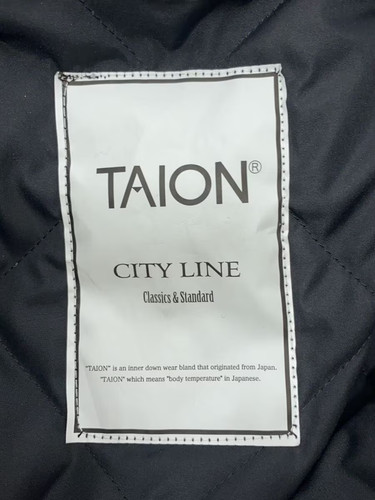 TAION®
CITY LINE
Classics & Standard
"TAION" is an inner down wear bland that originated from Japan.
"TAION" which means "body temperature" in Japanese.